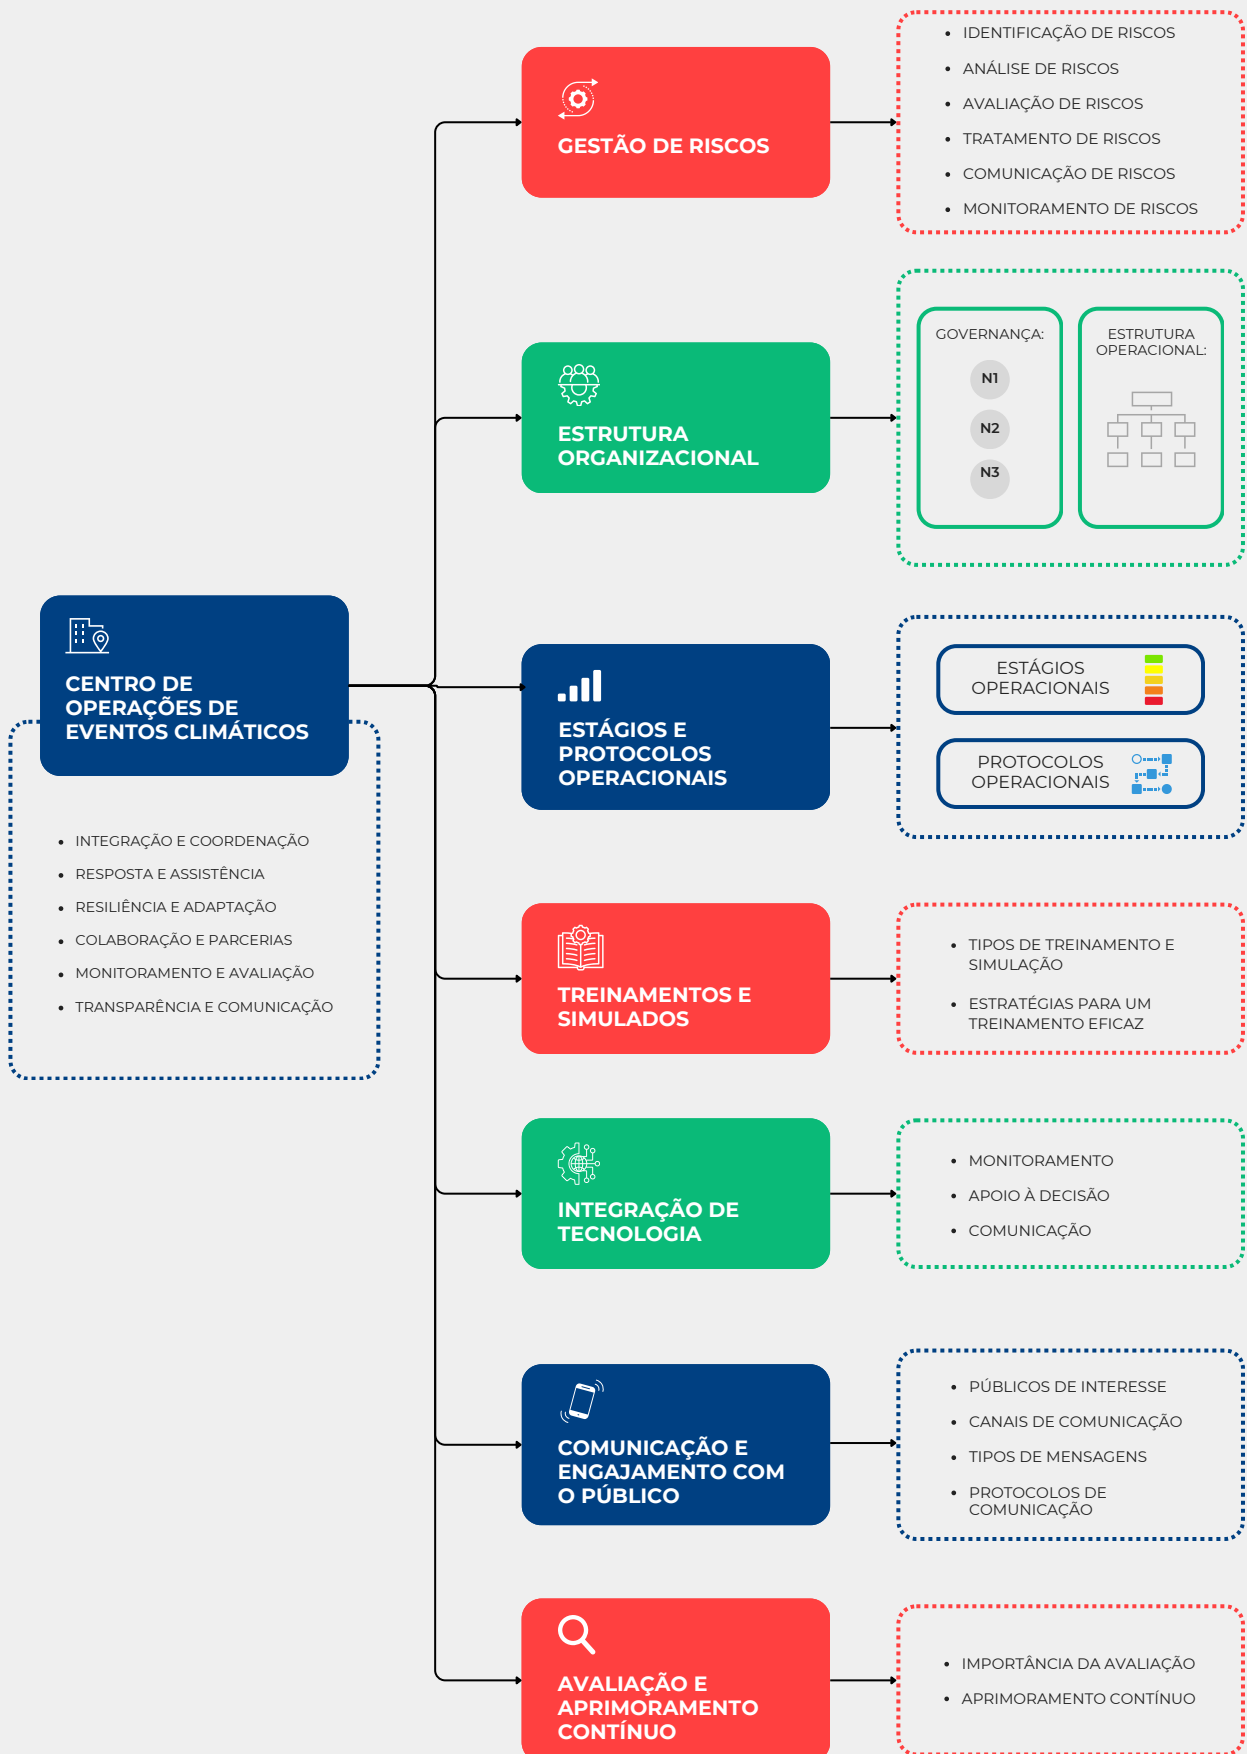 CENTRO DE
OPERAÇÕES DE
EVENTOS CLIMÁTICOS
• INTEGRAÇÃO E COORDENAÇÃO
• RESPOSTA E ASSISTÊNCIA
• RESILIÊNCIA E ADAPTAÇÃO
• COLABORAÇÃO E PARCERIAS
• MONITORAMENTO E AVALIAÇÃO
• TRANSPARÊNCIA E COMUNICAÇÃO
GESTÃO DE RISCOS
• IDENTIFICAÇÃO DE RISCOS
• ANÁLISE DE RISCOS
• AVALIAÇÃO DE RISCOS
• TRATAMENTO DE RISCOS
• COMUNICAÇÃO DE RISCOS
• MONITORAMENTO DE RISCOS
ESTRUTURA
ORGANIZACIONAL
GOVERNANÇA:
N1
N2
N3
ESTRUTURA
OPERACIONAL:
ESTÁGIOS E
PROTOCOLOS
OPERACIONAIS
ESTÁGIOS
OPERACIONAIS
PROTOCOLOS
OPERACIONAIS
TREINAMENTOS E
SIMULADOS
• TIPOS DE TREINAMENTO E
SIMULAÇÃO
• ESTRATÉGIAS PARA UM
TREINAMENTO EFICAZ
INTEGRAÇÃO DE
TECNOLOGIA
• MONITORAMENTO
• APOIO À DECISÃO
• COMUNICAÇÃO
COMUNICAÇÃO E
ENGAJAMENTO COM
O PÚBLICO
• PÚBLICOS DE INTERESSE
• CANAIS DE COMUNICAÇÃO
• TIPOS DE MENSAGENS
• PROTOCOLOS DE
COMUNICAÇÃO
AVALIAÇÃO E
APRIMORAMENTO
CONTÍNUO
• IMPORTÂNCIA DA AVALIAÇÃO
• APRIMORAMENTO CONTÍNUO